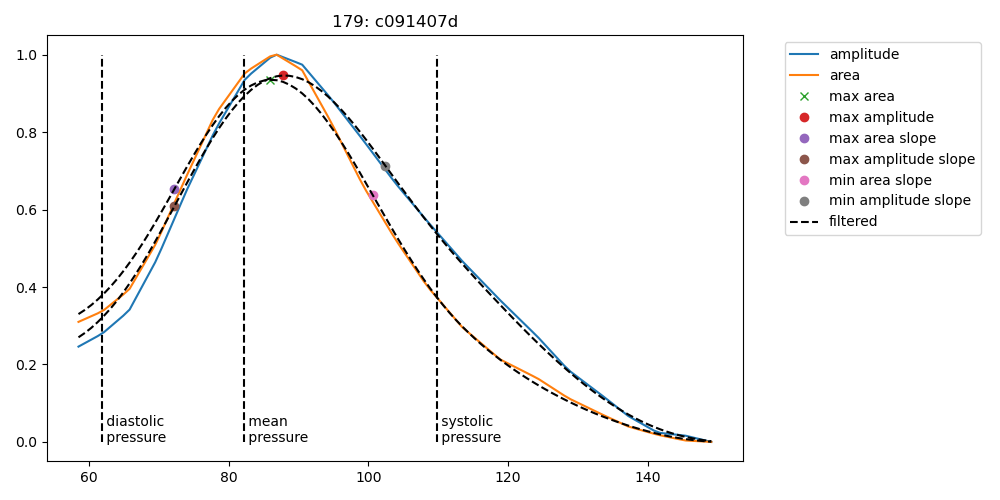 179: c091407d
1.0
0.8
0.6
0.4
0.2
0.0
60
80
100
120
140
diastolic
pressure
mean
pressure
systolic
pressure
amplitude
area
max area
max amplitude
max area slope
max amplitude slope
min area slope
min amplitude slope
filtered